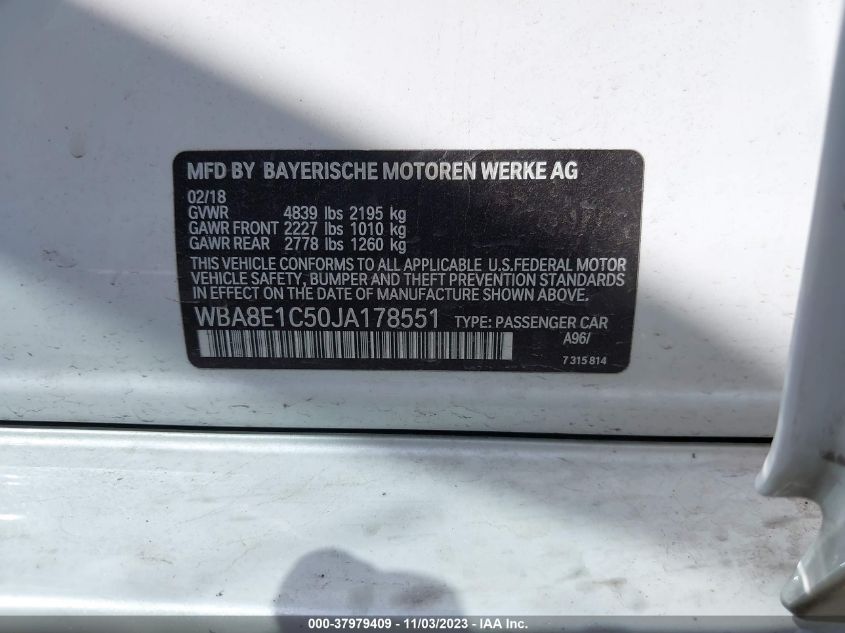 MFD BY BAYERISCHE MOTOREN WERKE AG
02/18
GVWR 4839 lbs 2195 kg
GAWR FRONT 2227 lbs 1010 kg
GAWR REAR 2778 lbs 1260 kg
THIS VEHICLE CONFORMS TO ALL APPLICABLE U.S.FEDERAL MOTOR
VEHICLE SAFETY, BUMPER AND THEFT PREVENTION STANDARDS
IN EFFECT ON THE DATE OF MANUFACTURE SHOWN ABOVE.
WBA8E1C50JA178551 TYPE: PASSENGER CAR
A96/
7 315 814
000-37979409 - 11/03/2023 - IAA Inc.